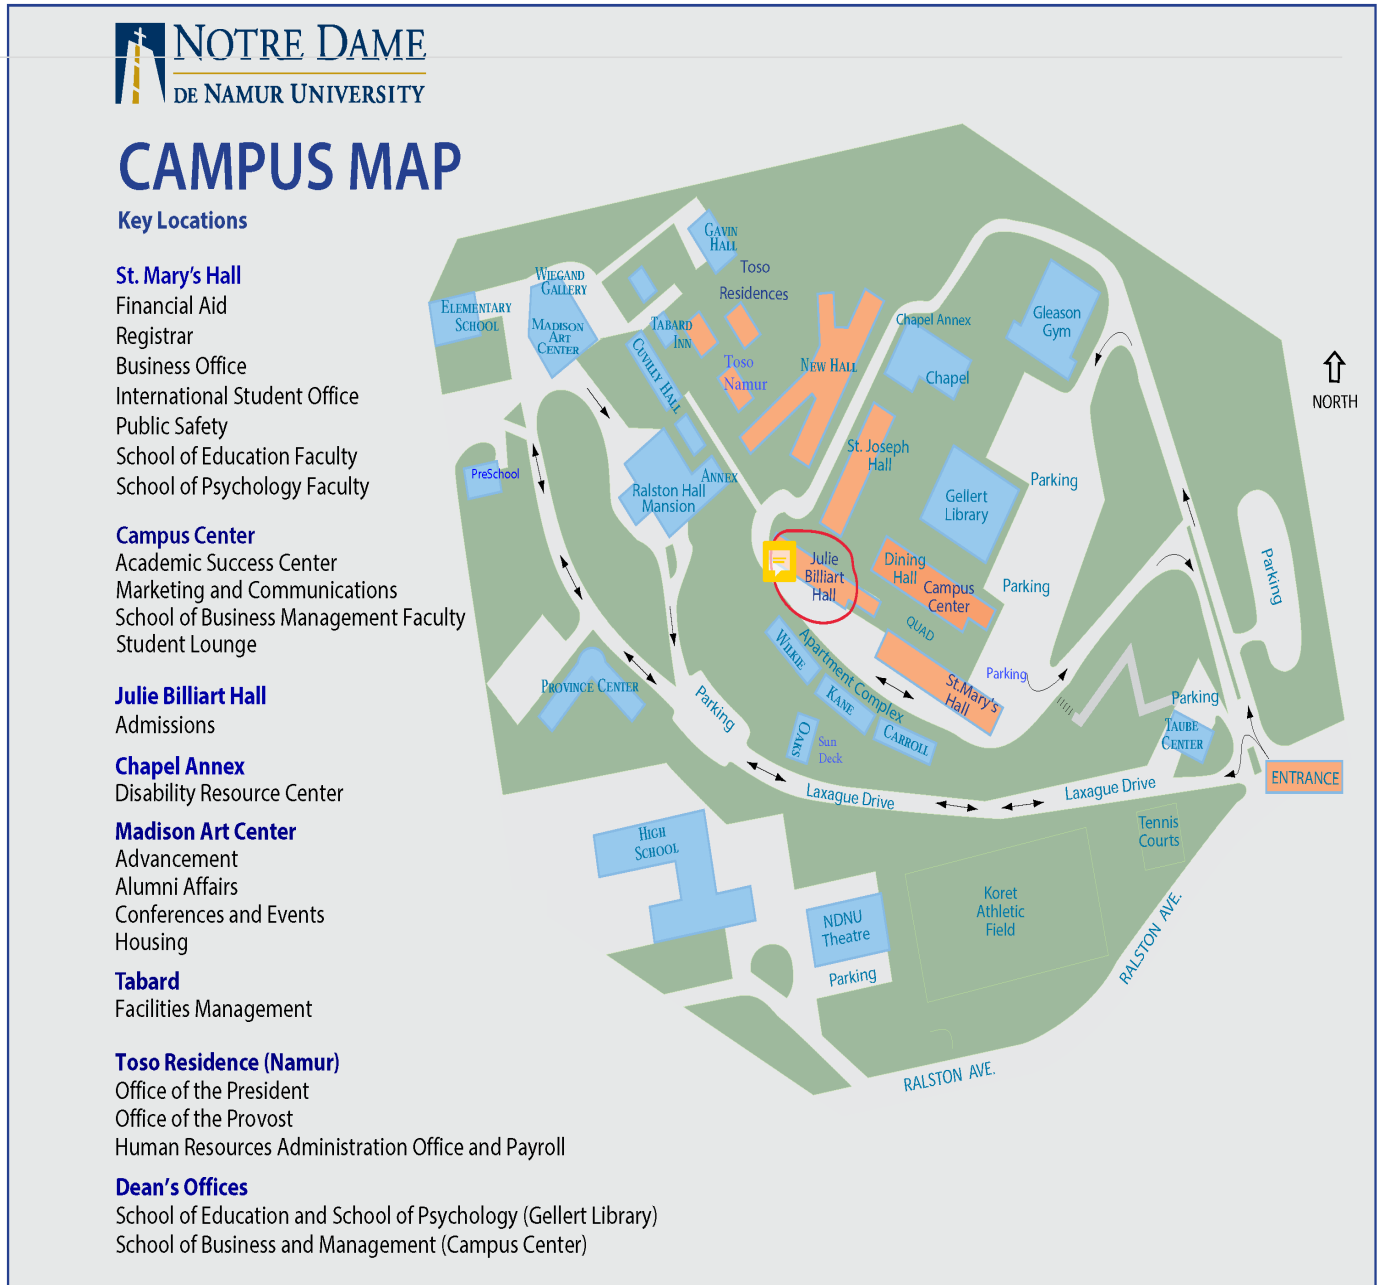 NOTRE DAME
DE NAMUR UNIVERSITY
CAMPUS MAP
Key Locations
St. Mary's Hall
Financial Aid
Registrar
Business Office
International Student Office
Public Safety
School of Education Faculty
School of Psychology Faculty
Campus Center
Academic Success Center
Marketing and Communications
School of Business Management Faculty
Student Lounge
Julie Billiart Hall
Admissions
Chapel Annex
Disability Resource Center
Madison Art Center
Advancement
Alumni Affairs
Conferences and Events
Housing
Tabard
Facilities Management
Toso Residence (Namur)
Office of the President
Office of the Provost
Human Resources Administration Office and Payroll
Dean's Offices
School of Education and School of Psychology (Gellert Library)
School of Business and Management (Campus Center)
GAVIN
HALL
Toso
Residences
WIEGAND
GALLERY
ELEMENTARY
SCHOOL
MADISON
ART
CENTER
TABARD
INN
CUVILLY HALL
Toso
Namur
NEW HALL
Chapel Annex
Chapel
Gleason
Gym
NORTH
St. Joseph
Hall
PreSchool
ANNEX
Ralston Hall
Mansion
Gellert
Library
Parking
Julie
Billiart
Hall
Dining
Hall
Campus
Center
Parking
Parking
QUAD
WILKIE
Apartment Complex
KANE
CARROLL
OAKS
Sun
Deck
St.Mary's
Hall
Parking
PROVINCE CENTER
Parking
Parking
TAUBE
CENTER
ENTRANCE
Laxague Drive
Laxague Drive
Tennis
Courts
HIGH
SCHOOL
NDNU
Theatre
Parking
Koret
Athletic
Field
RALSTON AVE.
RALSTON AVE.